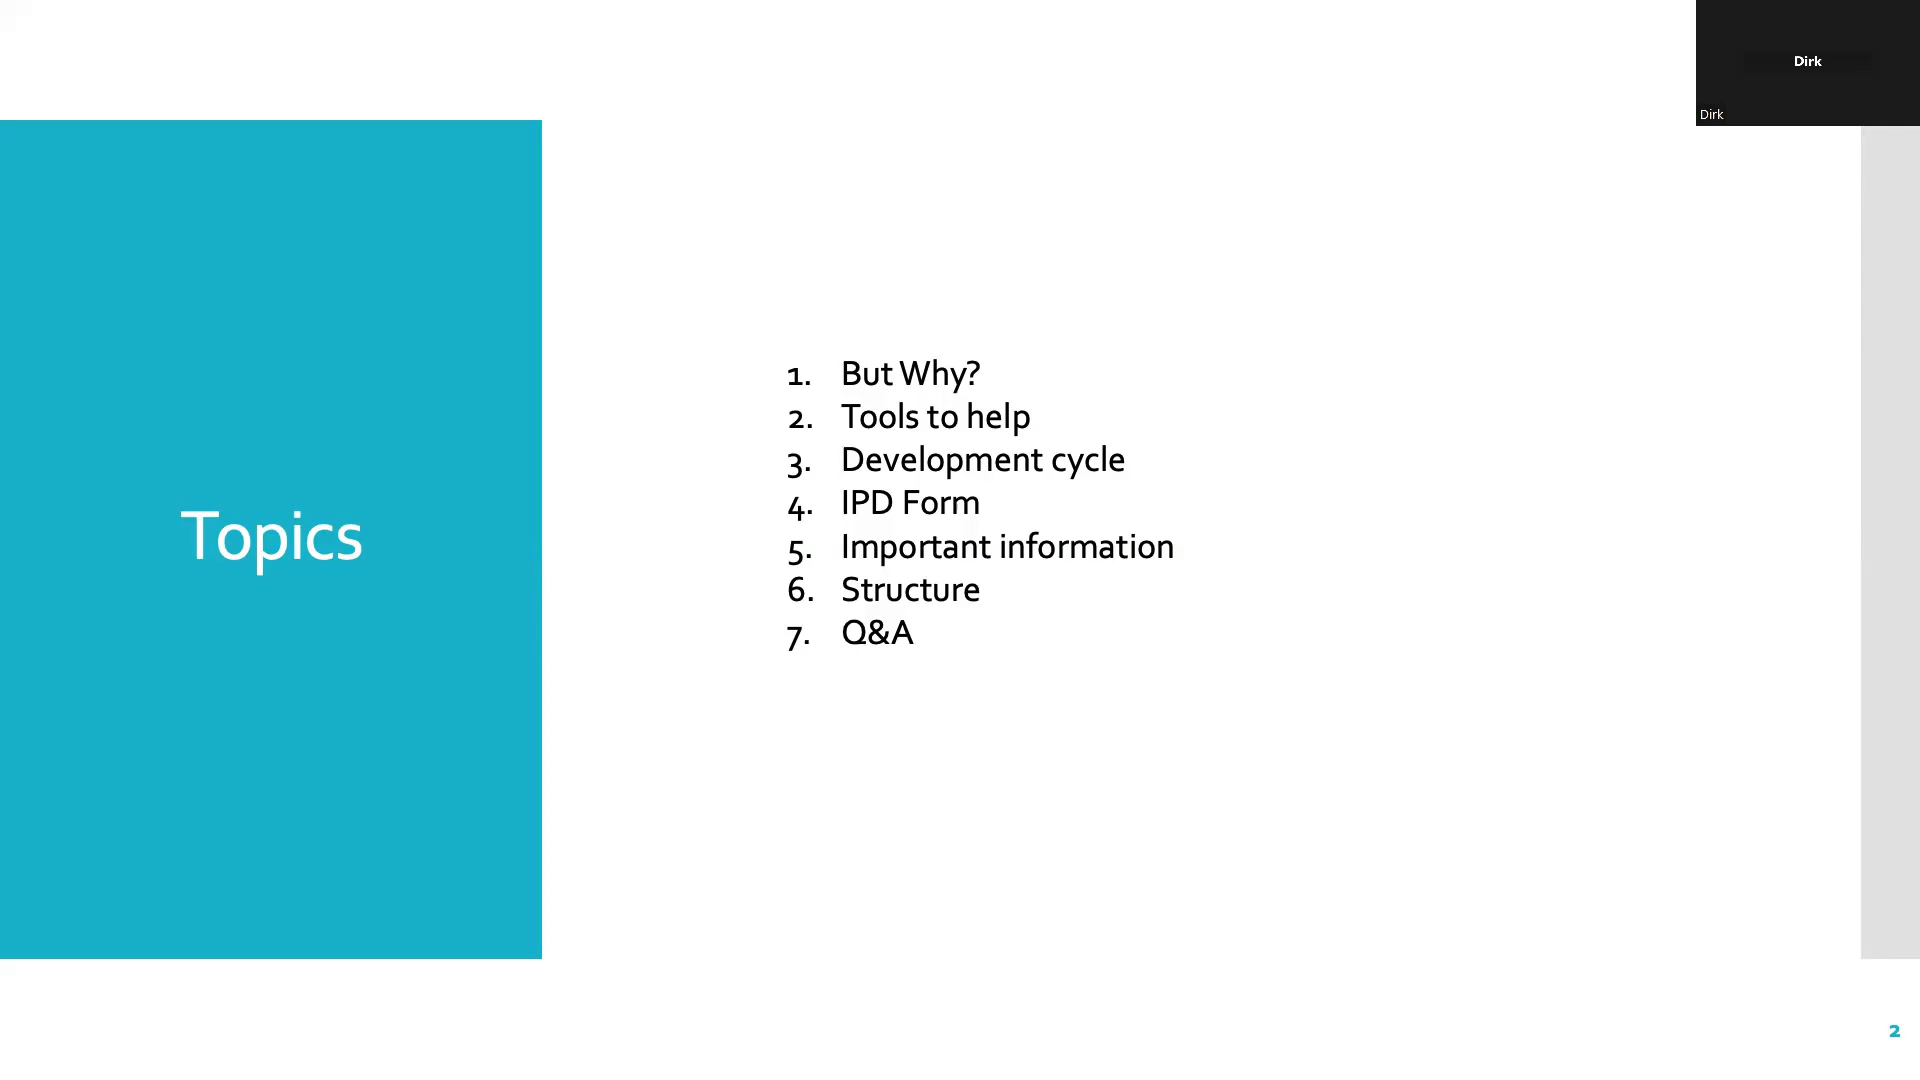 Dirk
Dirk
Topics
1. But Why?
2. Tools to help
3. Development cycle
4. IPD Form
5. Important information
6. Structure
7. Q&A
2